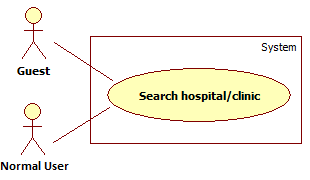 System
Guest
Search hospital/clinic
Normal User